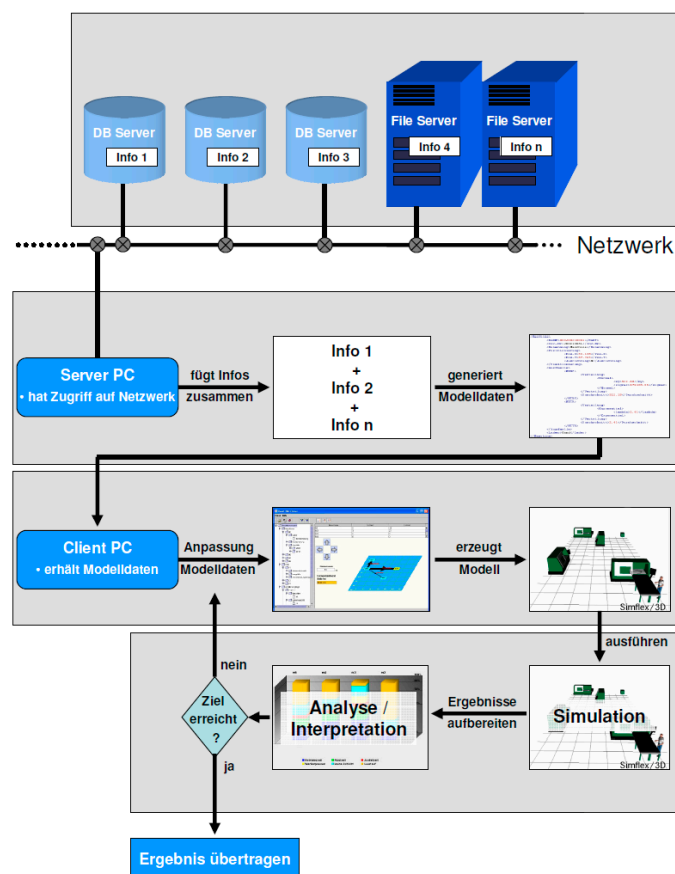 DB Server
Info 1
DB Server
Info 2
DB Server
Info 3
File Server
Info 4
File Server
Info n
Netzwerk
Server PC
• hat Zugriff auf Netzwerk
fügt Infos
zusammen
Info 1
+
Info 2
+
Info n
generiert
Modelldaten
Client PC
• erhält Modelldaten
Anpassung
Modelldaten
erzeugt
Modell
Simflex/3D
ausführen
nein
Ziel
erreicht
?
ja
Analyse /
Interpretation
Ergebnisse
aufbereiten
Simulation
Simflex/3D
Ergebnis übertragen